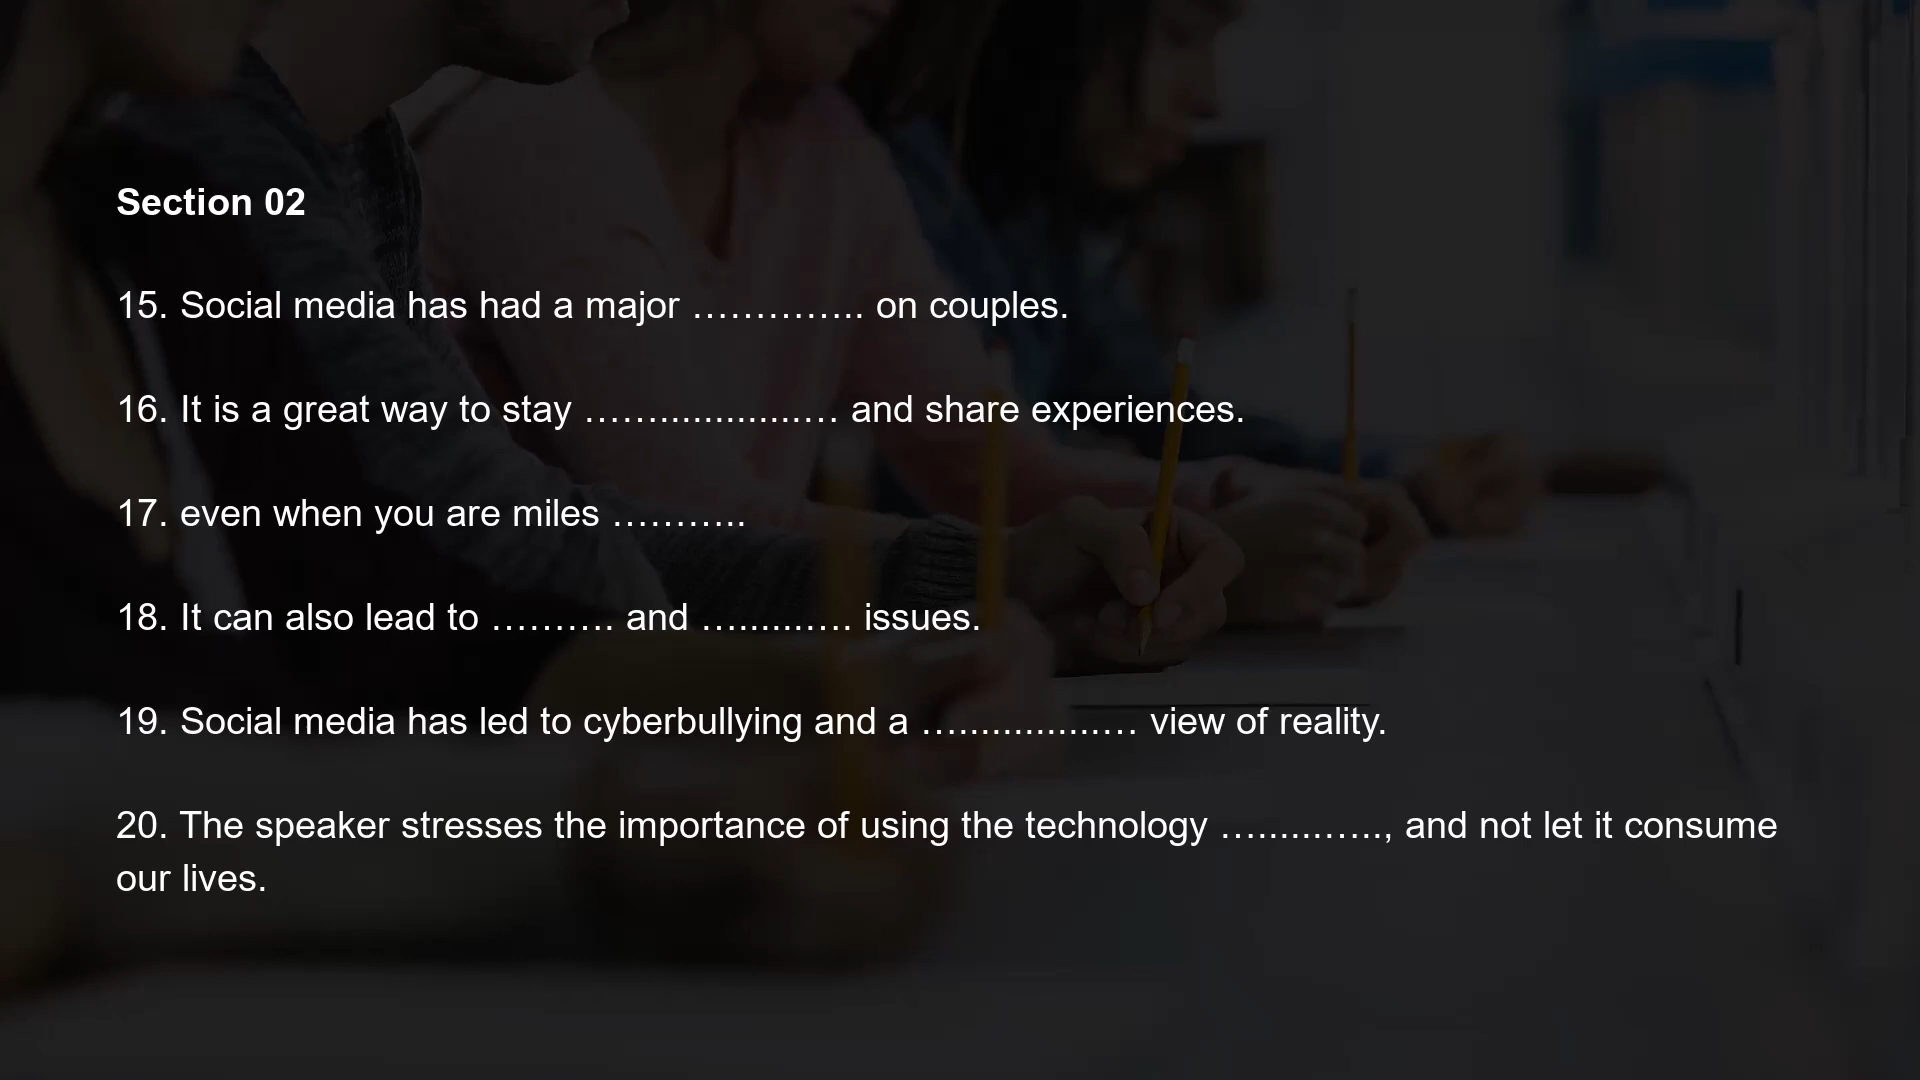 Section 02
15. Social media has had a major ………….. on couples.
16. It is a great way to stay ……................… and share experiences.
17. even when you are miles ………..
18. It can also lead to ………. and …......…. issues.
19. Social media has led to cyberbullying and a …...............… view of reality.
20. The speaker stresses the importance of using the technology …......….., and not let it consume
our lives.